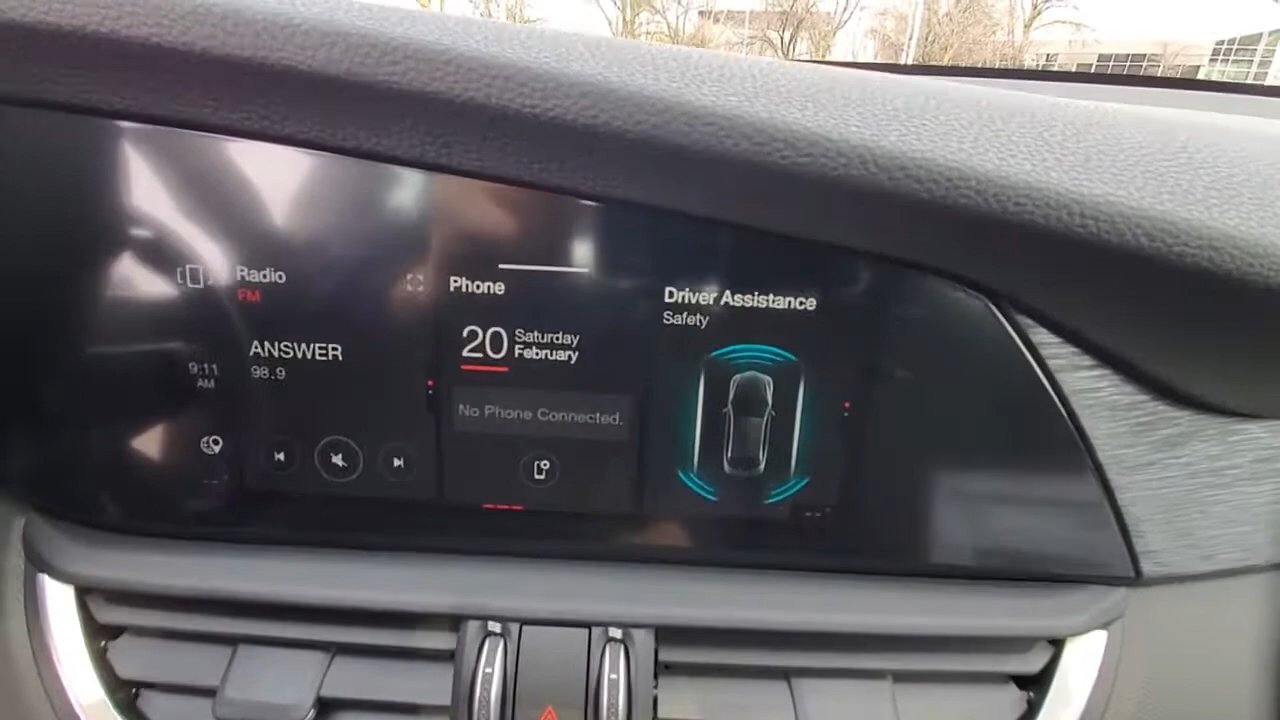 Radio
FM
ANSWER
98.9
9:11
AM
Phone
20
Saturday
February
No Phone Connected.
Driver Assistance
Safety